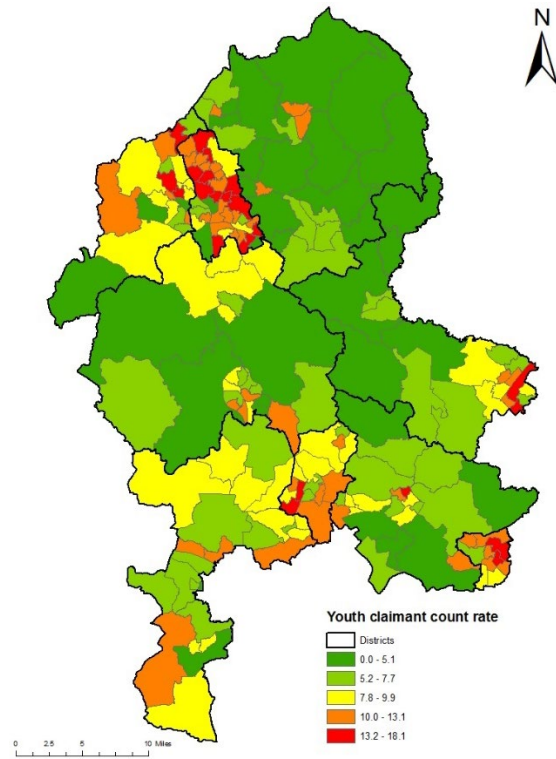 N
Youth claimant count rate
Districts
0.0 - 5.1
5.2 - 7.7
7.8 - 9.9
10.0 - 13.1
13.2 - 18.1
0 2.5 5 10 Miles